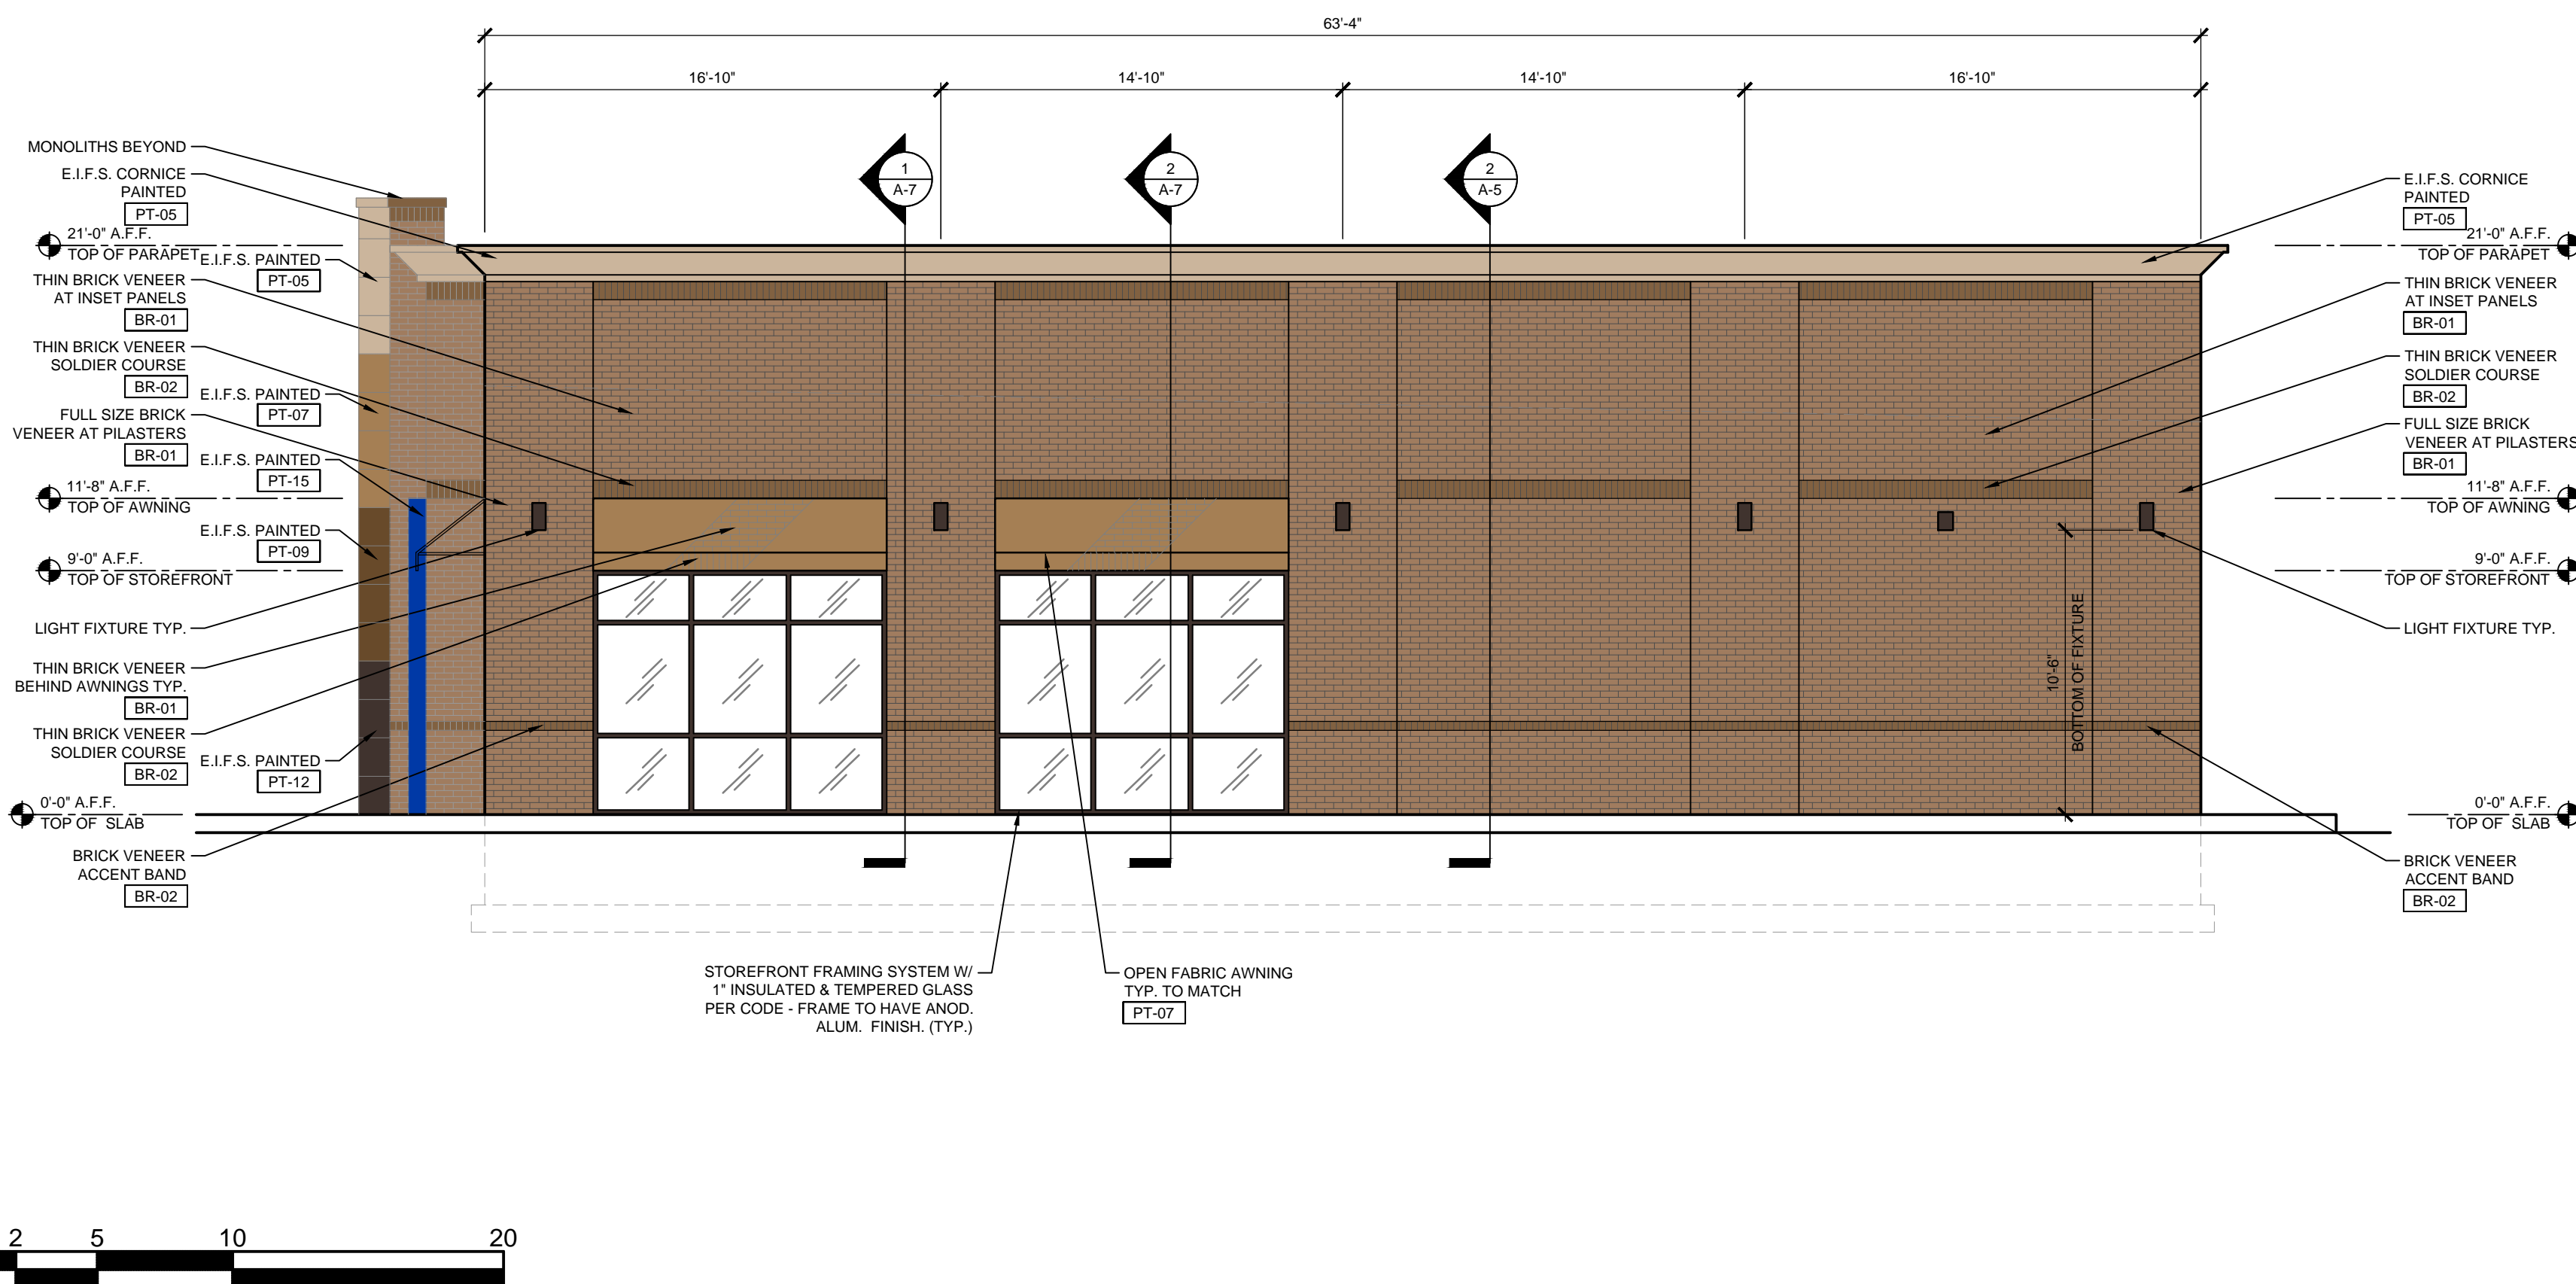 63'-4"
16'-10"
14'-10"
14'-10"
16'-10"
1
A-7
2
A-7
2
A-5
MONOLITHS BEYOND
E.I.F.S. CORNICE
PAINTED
PT-05
21'-0" A.F.F.
TOP OF PARAPET
E.I.F.S. PAINTED
PT-05
THIN BRICK VENEER
AT INSET PANELS
BR-01
THIN BRICK VENEER
SOLDIER COURSE
BR-02
E.I.F.S. PAINTED
PT-07
FULL SIZE BRICK
VENEER AT PILASTERS
BR-01
E.I.F.S. PAINTED
PT-15
11'-8" A.F.F.
TOP OF AWNING
E.I.F.S. PAINTED
PT-09
9'-0" A.F.F.
TOP OF STOREFRONT
LIGHT FIXTURE TYP.
THIN BRICK VENEER
BEHIND AWNINGS TYP.
BR-01
THIN BRICK VENEER
SOLDIER COURSE
BR-02
E.I.F.S. PAINTED
PT-12
0'-0" A.F.F.
TOP OF SLAB
BRICK VENEER
ACCENT BAND
BR-02
E.I.F.S. CORNICE
PAINTED
PT-05
21'-0" A.F.F.
TOP OF PARAPET
THIN BRICK VENEER
AT INSET PANELS
BR-01
THIN BRICK VENEER
SOLDIER COURSE
BR-02
FULL SIZE BRICK
VENEER AT PILASTERS
BR-01
11'-8" A.F.F.
TOP OF AWNING
9'-0" A.F.F.
TOP OF STOREFRONT
LIGHT FIXTURE TYP.
10'-6"
BOTTOM OF FIXTURE
0'-0" A.F.F.
TOP OF SLAB
BRICK VENEER
ACCENT BAND
BR-02
STOREFRONT FRAMING SYSTEM W/
1" INSULATED & TEMPERED GLASS
PER CODE - FRAME TO HAVE ANOD.
ALUM. FINISH. (TYP.)
OPEN FABRIC AWNING
TYP. TO MATCH
PT-07
2 5 10 20